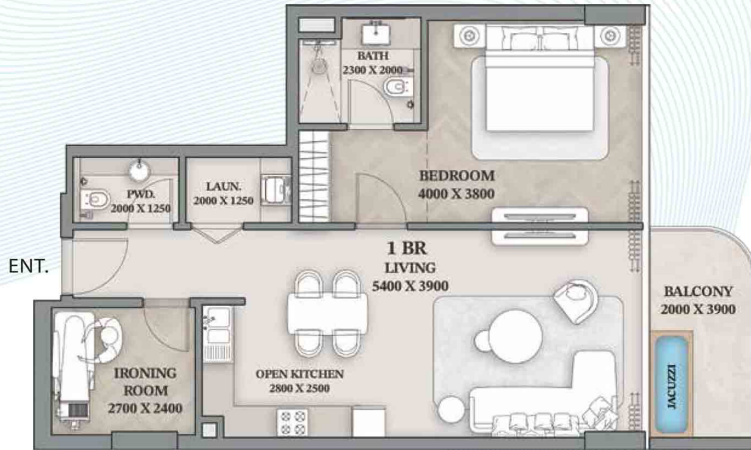 BATH
2300 X 2000
BEDROOM
4000 X 3800
PWD.
2000 X 1250
LAUN.
2000 X 1250
ENT.
1 BR
LIVING
5400 X 3900
BALCONY
2000 X 3900
IRONING
ROOM
2700 X 2400
OPEN KITCHEN
2800 X 2500
JACUZZI